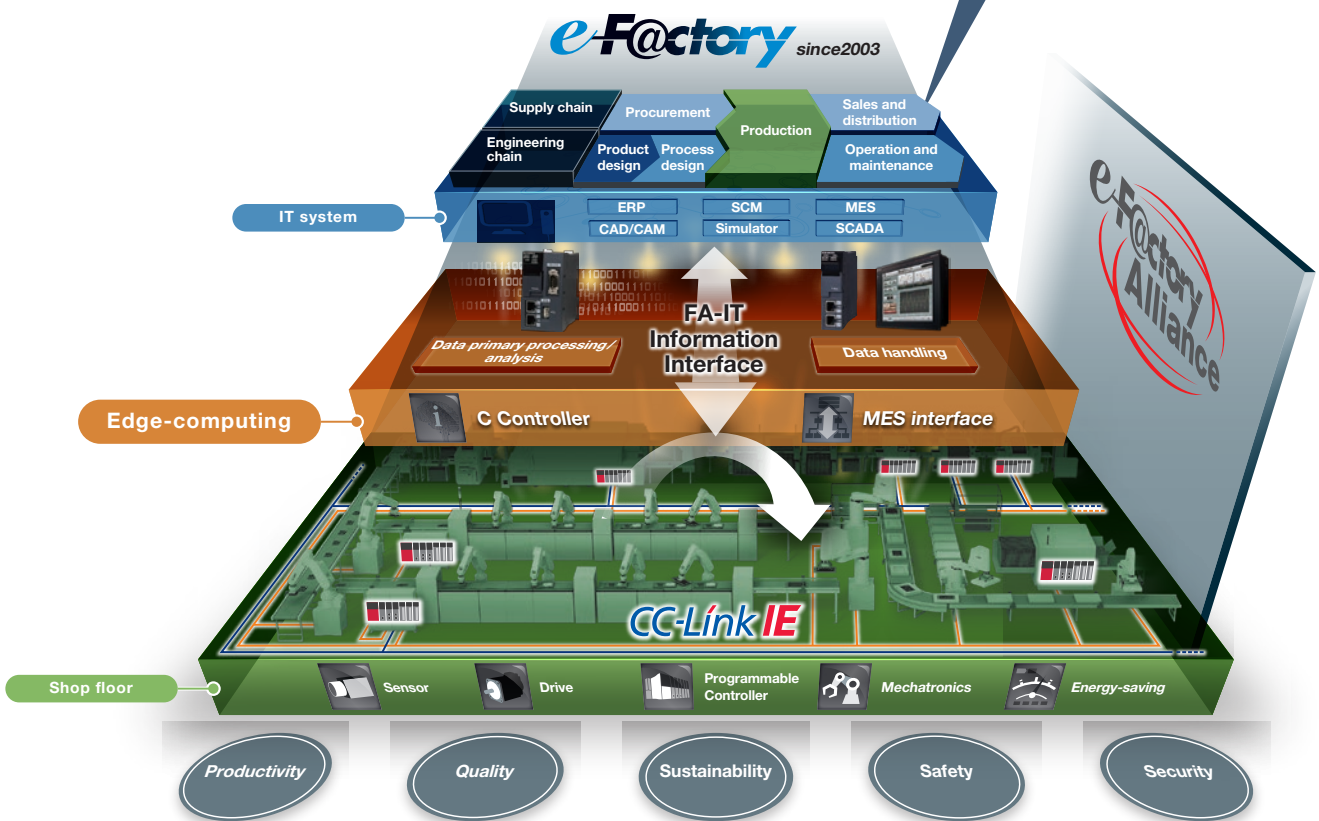 e-F@ctory since2003
Supply chain
Procurement
Production
Sales and
distribution
Engineering
chain
Product
design
Process
design
Operation and
maintenance
IT system
ERP
SCM
MES
CAD/CAM
Simulator
SCADA
FA-IT
Information
Interface
Data primary processing/
analysis
Data handling
Edge-computing
C Controller
MES interface
e-F@ctory
Alliance
CC-Link IE
Shop floor
Sensor
Drive
Programmable
Controller
Mechatronics
Energy-saving
Productivity
Quality
Sustainability
Safety
Security